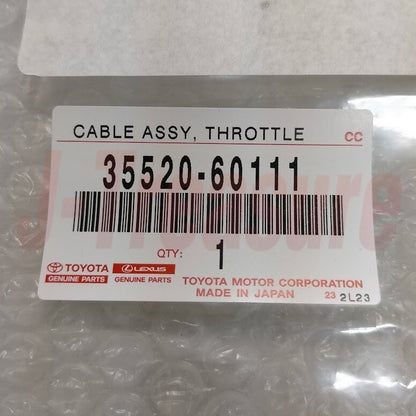 CABLE ASSY, THROTTLE CC
35520-60111
QTY: 1
TOYOTA LEXUS
GENUINE PARTS GENUINE PARTS
TOYOTA MOTOR CORPORATION
MADE IN JAPAN 23 2L23
J-Treasure